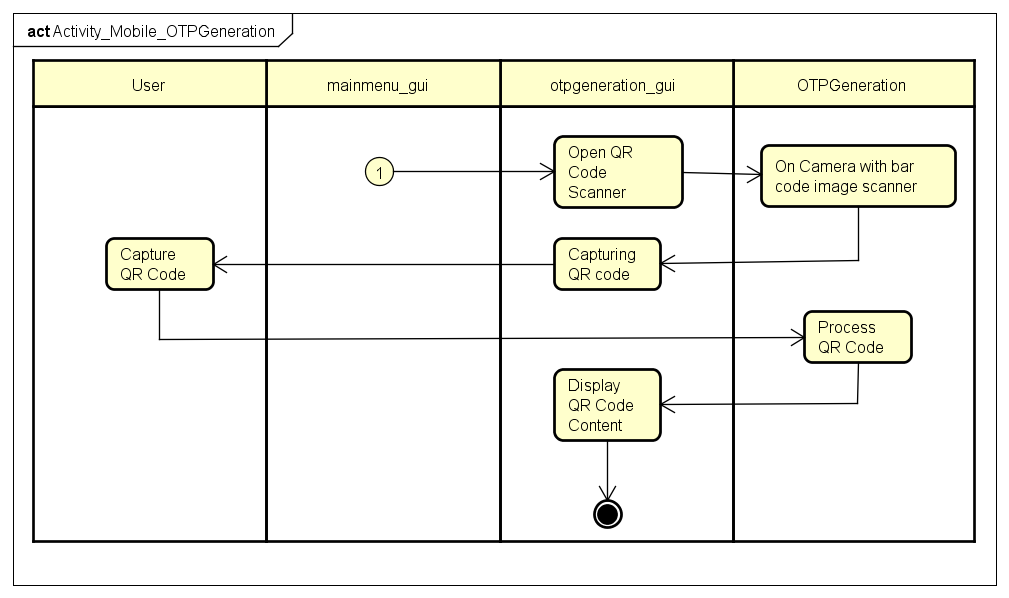 act Activity_Mobile_OTPGeneration
User
mainmenu_gui
otpgeneration_gui
OTPGeneration
1
Open QR
Code
Scanner
On Camera with bar
code image scanner
Capture
QR Code
Capturing
QR code
Process
QR Code
Display
QR Code
Content